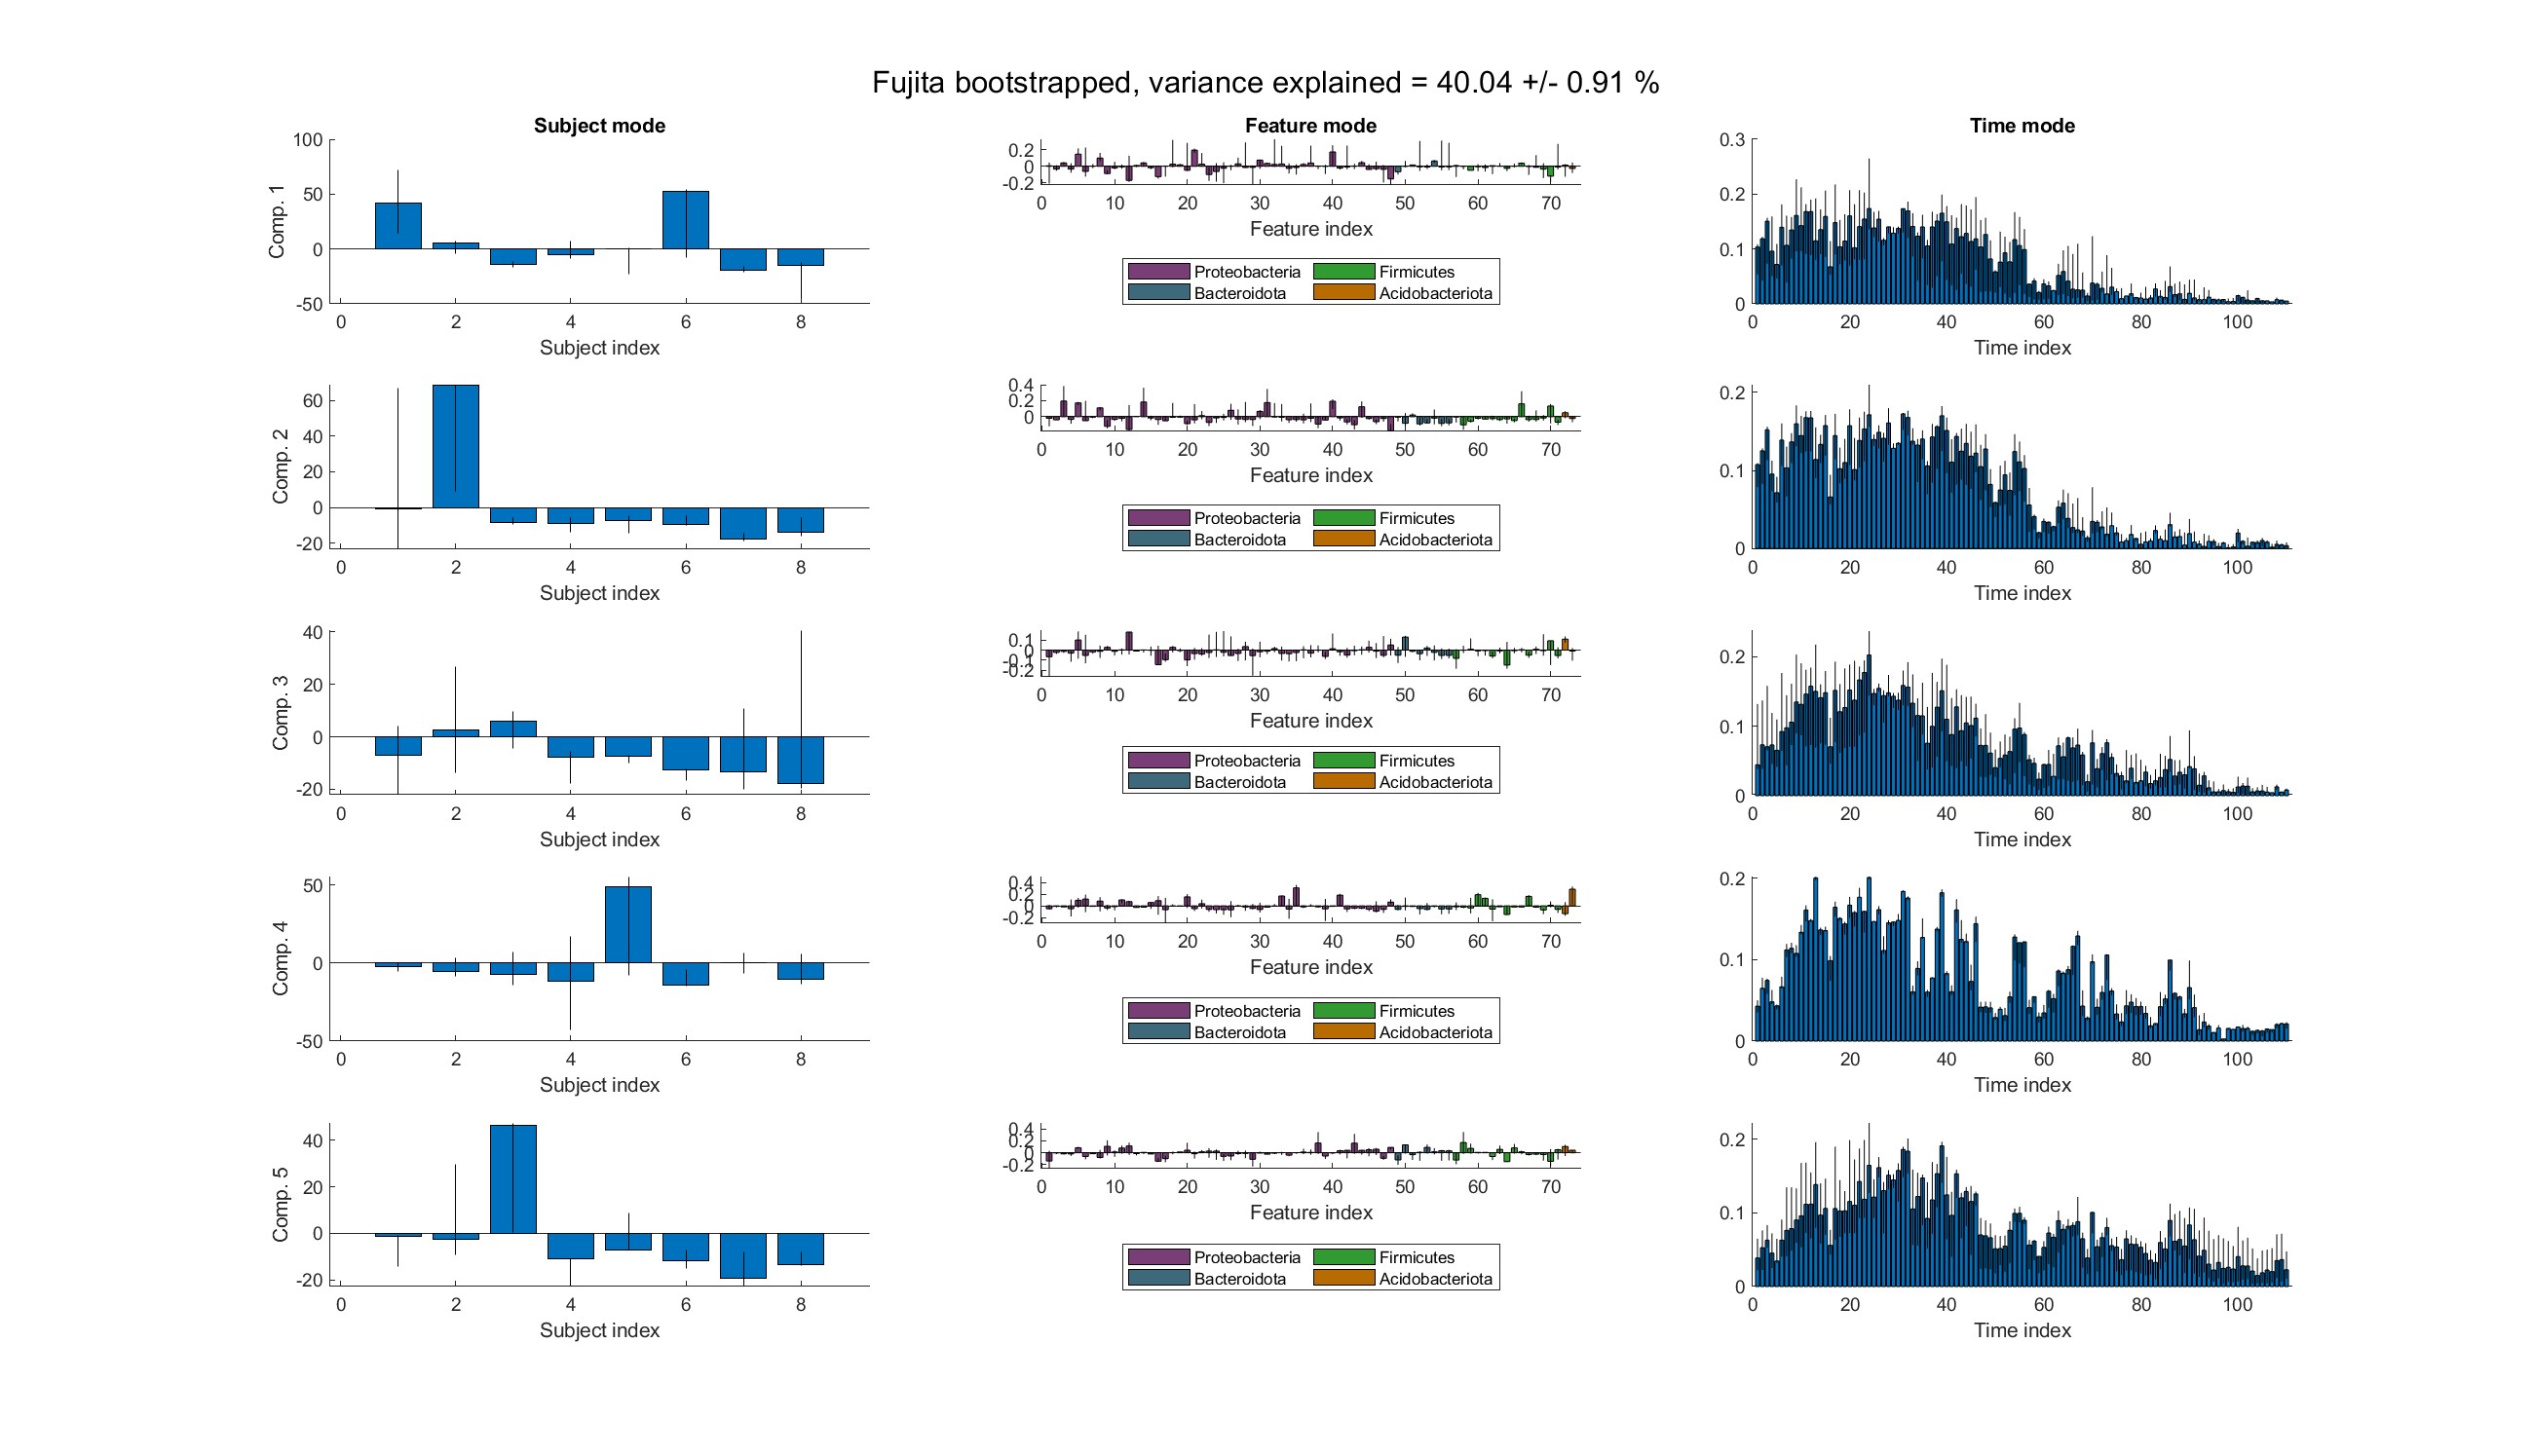 Fujita bootstrapped, variance explained = 40.04 +/- 0.91 %
Subject mode
Feature mode
Time mode
Comp. 1
100
50
0
-50
0 2 4 6 8
Subject index
0.2
0
-0.2
0 10 20 30 40 50 60 70
Feature index
Proteobacteria Firmicutes
Bacteroidota Acidobacteriota
0.3
0.2
0.1
0
0 20 40 60 80 100
Time index
Comp. 2
60
40
20
0
-20
0 2 4 6 8
Subject index
0.4
0.2
0
0 10 20 30 40 50 60 70
Feature index
Proteobacteria Firmicutes
Bacteroidota Acidobacteriota
0.2
0.1
0
0 20 40 60 80 100
Time index
Comp. 3
40
20
0
-20
0 2 4 6 8
Subject index
0.1
0
-0.1
-0.2
0 10 20 30 40 50 60 70
Feature index
Proteobacteria Firmicutes
Bacteroidota Acidobacteriota
0.2
0.1
0
0 20 40 60 80 100
Time index
Comp. 4
50
0
-50
0 2 4 6 8
Subject index
0.4
0.2
0
-0.2
0 10 20 30 40 50 60 70
Feature index
Proteobacteria Firmicutes
Bacteroidota Acidobacteriota
0.2
0.1
0
0 20 40 60 80 100
Time index
Comp. 5
40
20
0
-20
0 2 4 6 8
Subject index
0.4
0.2
0
-0.2
0 10 20 30 40 50 60 70
Feature index
Proteobacteria Firmicutes
Bacteroidota Acidobacteriota
0.2
0.1
0
0 20 40 60 80 100
Time index